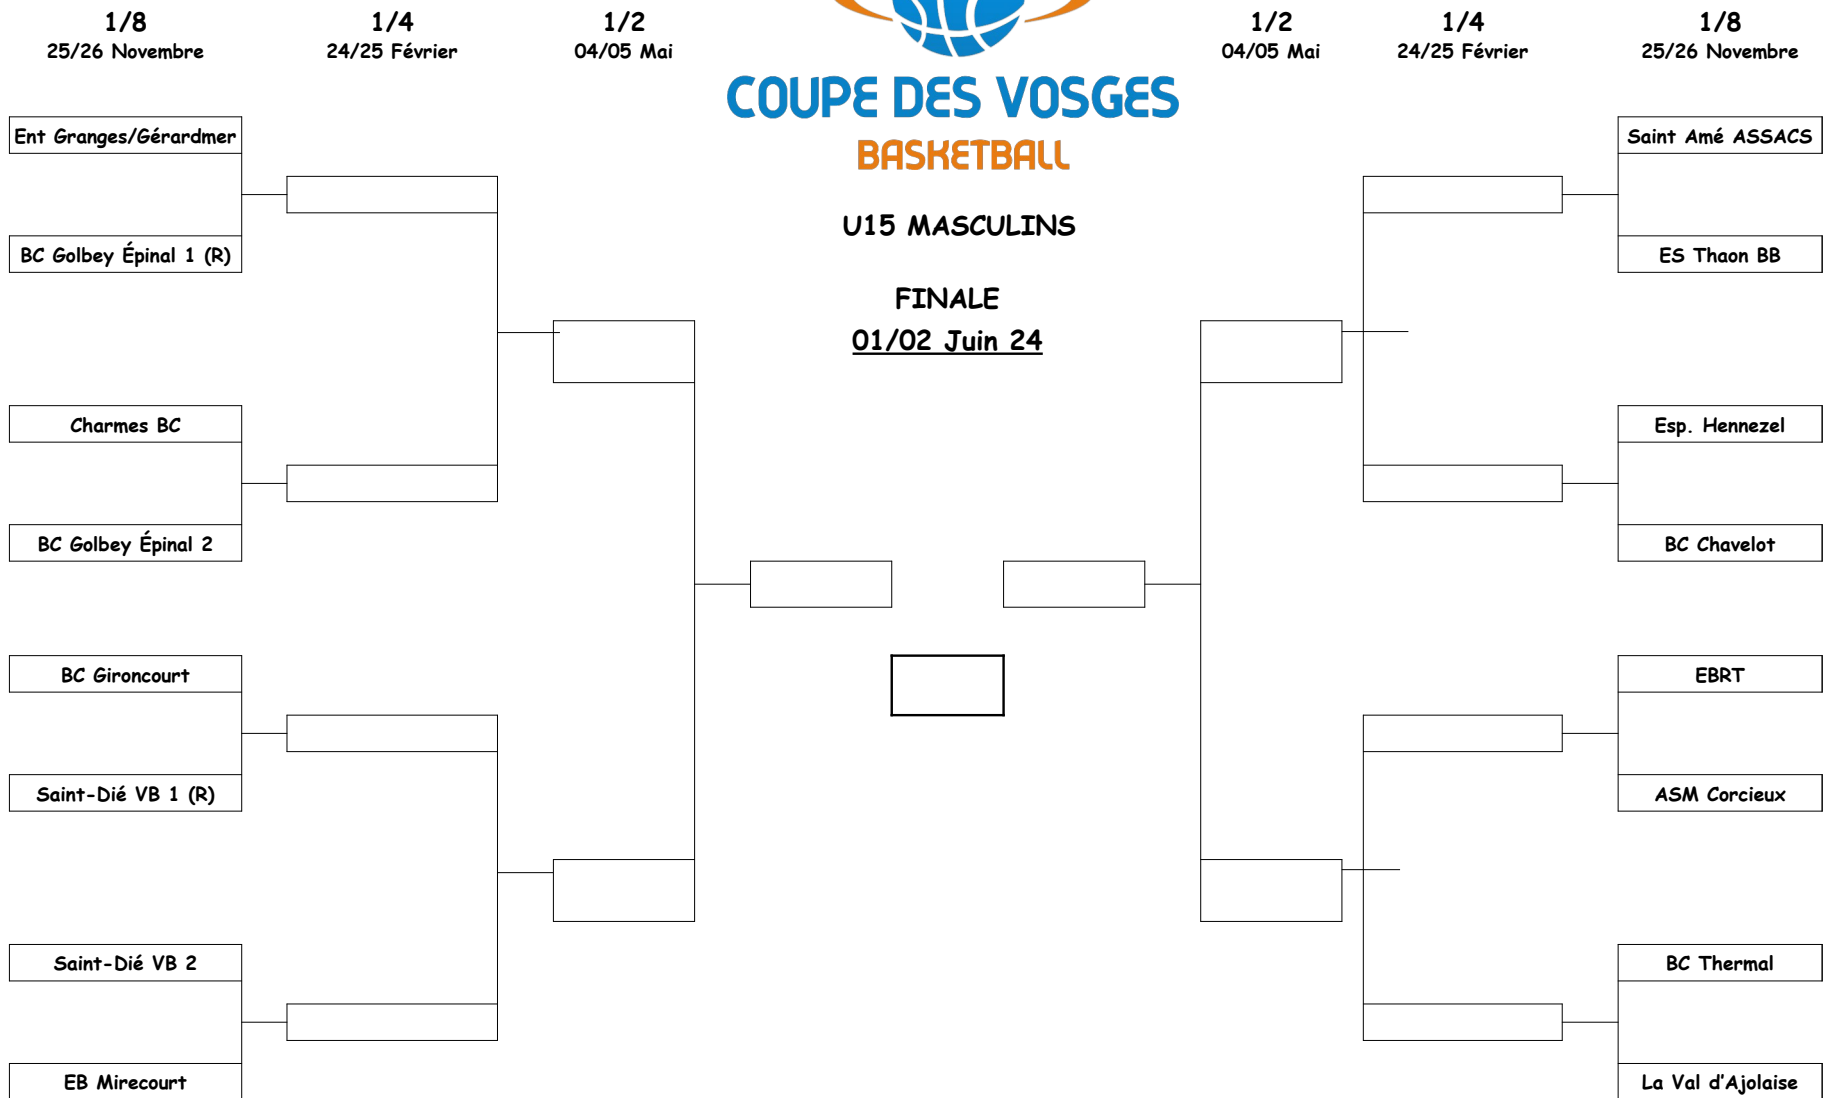 1/8
25/26 Novembre
1/4
24/25 Février
1/2
04/05 Mai
1/2
04/05 Mai
1/4
24/25 Février
1/8
25/26 Novembre
COUPE DES VOSGES
BASKETBALL
U15 MASCULINS
FINALE
01/02 Juin 24
Ent Granges/Gérardmer
BC Golbey Épinal 1 (R)
Charmes BC
BC Golbey Épinal 2
BC Gironcourt
Saint-Dié VB 1 (R)
Saint-Dié VB 2
EB Mirecourt
Saint Amé ASSACS
ES Thaon BB
Esp. Hennezel
BC Chavelot
EBRT
ASM Corcieux
BC Thermal
La Val d'Ajolaise